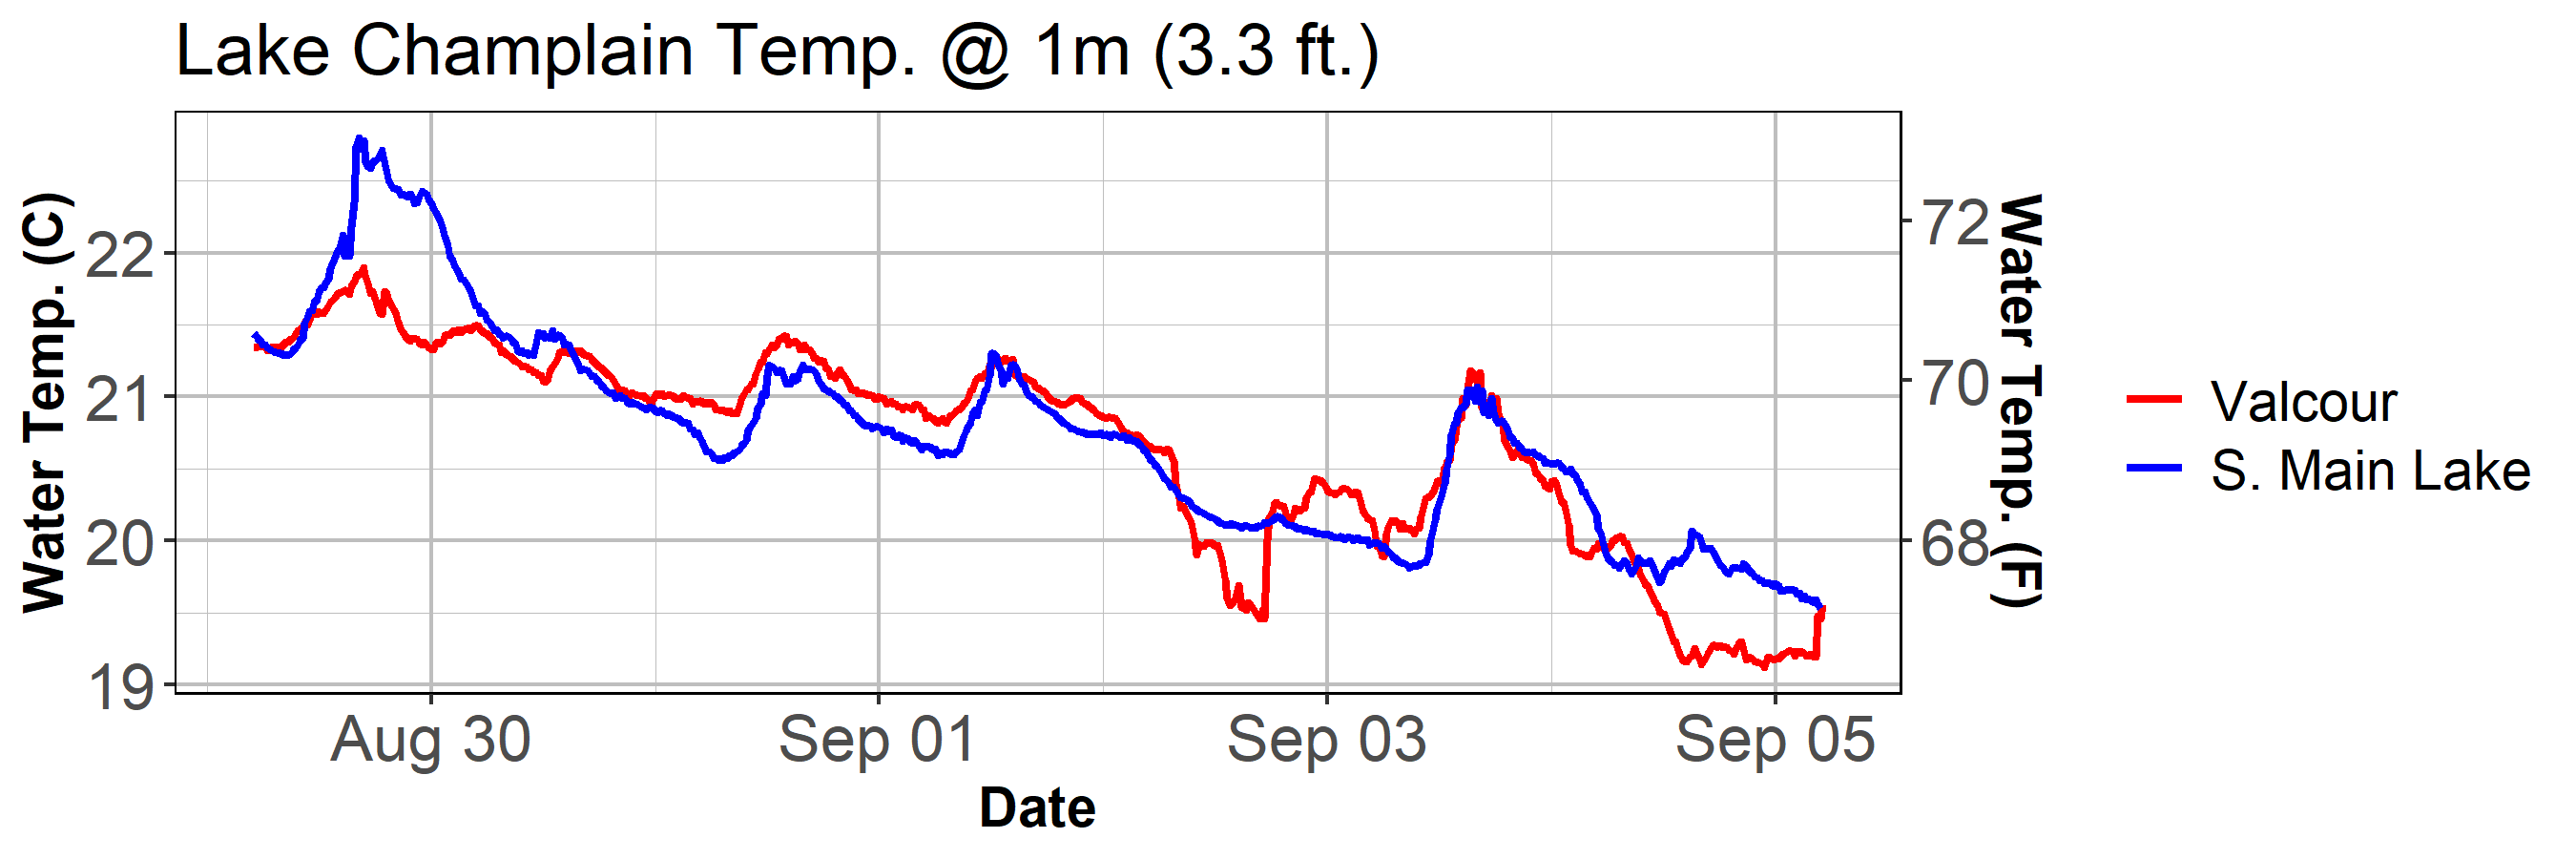 Lake Champlain Temp. @ 1m (3.3 ft.)
Water Temp. (C)
22
21
20
19
72
70
68
Water Temp. (F)
Aug 30
Sep 01
Sep 03
Sep 05
Date
Valcour
S. Main Lake